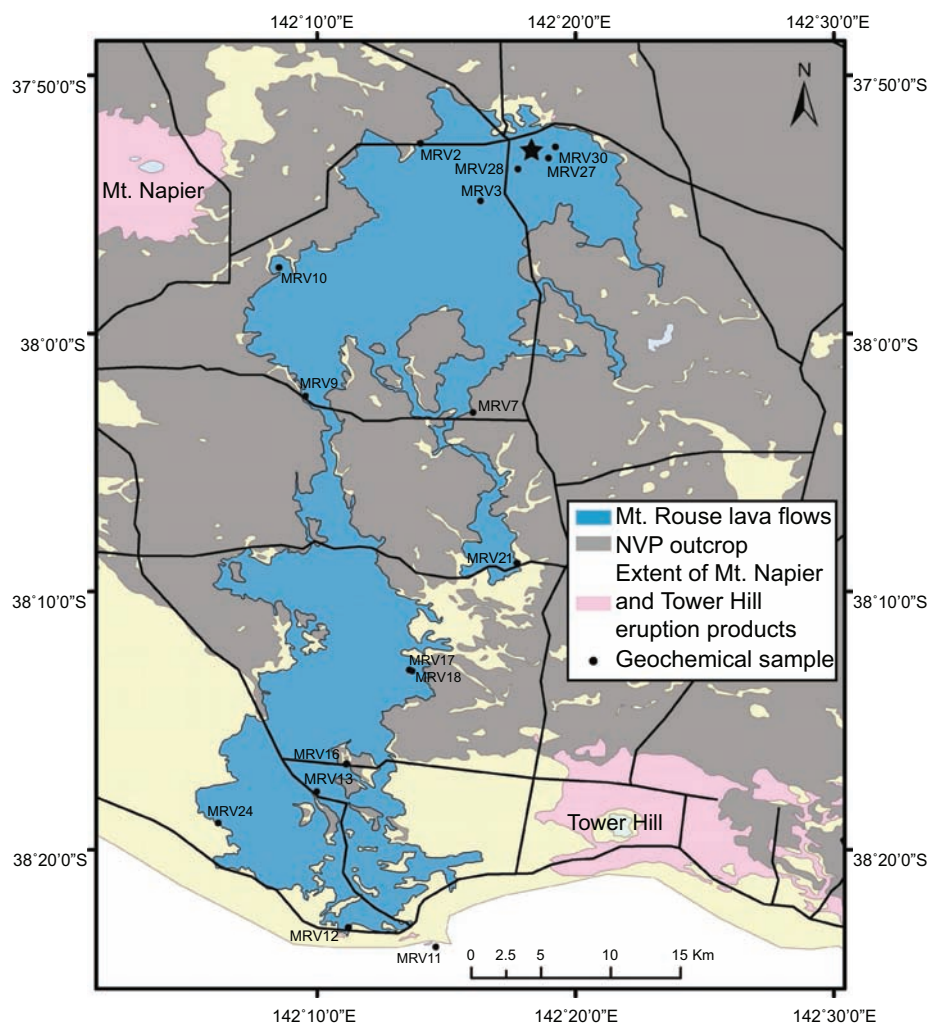 142°10'0"E 142°20'0"E 142°30'0"E
37°50'0"S 37°50'0"S
N
MRV2
MRV30
MRV28
MRV27
Mt. Napier
MRV3
MRV10
38°0'0"S 38°0'0"S
MRV9
MRV7
Mt. Rouse lava flows
NVP outcrop
Extent of Mt. Napier
and Tower Hill
eruption products
Geochemical sample
MRV21
38°10'0"S 38°10'0"S
MRV17
MRV18
MRV16
MRV13
MRV24
Tower Hill
38°20'0"S 38°20'0"S
MRV12
MRV11
0 2.5 5 10 15 Km
142°10'0"E 142°20'0"E 142°30'0"E